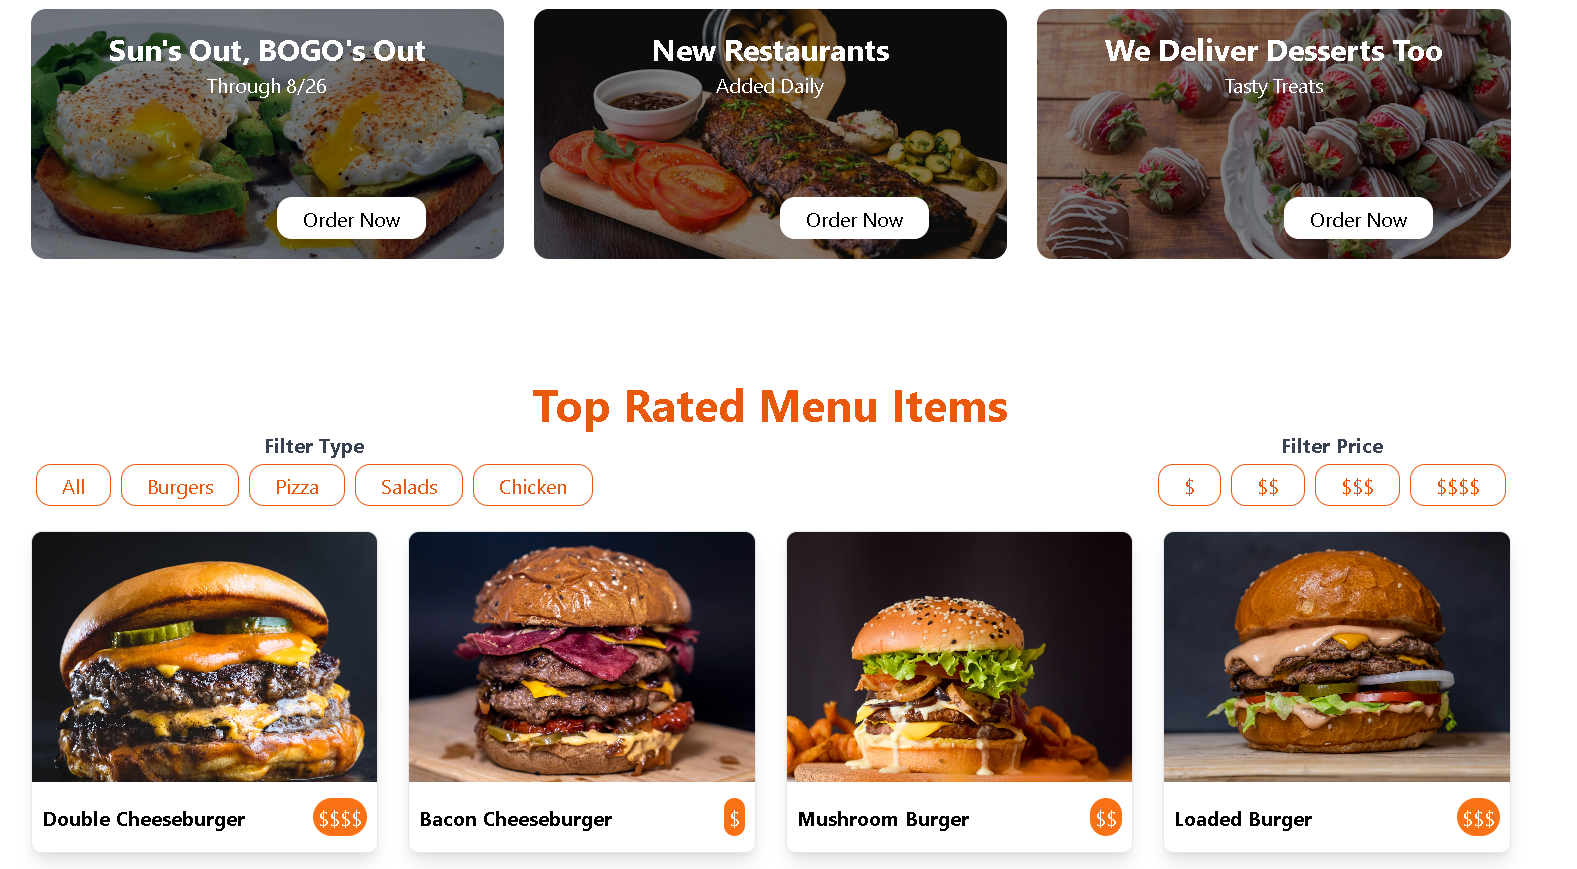 Sun's Out, BOGO's Out
Through 8/26
Order Now
New Restaurants
Added Daily
Order Now
We Deliver Desserts Too
Tasty Treats
Order Now
Top Rated Menu Items
Filter Type
All Burgers Pizza Salads Chicken
Filter Price
$ $$ $$$ $$$$
Double Cheeseburger $$$$
Bacon Cheeseburger $
Mushroom Burger $$
Loaded Burger $$$